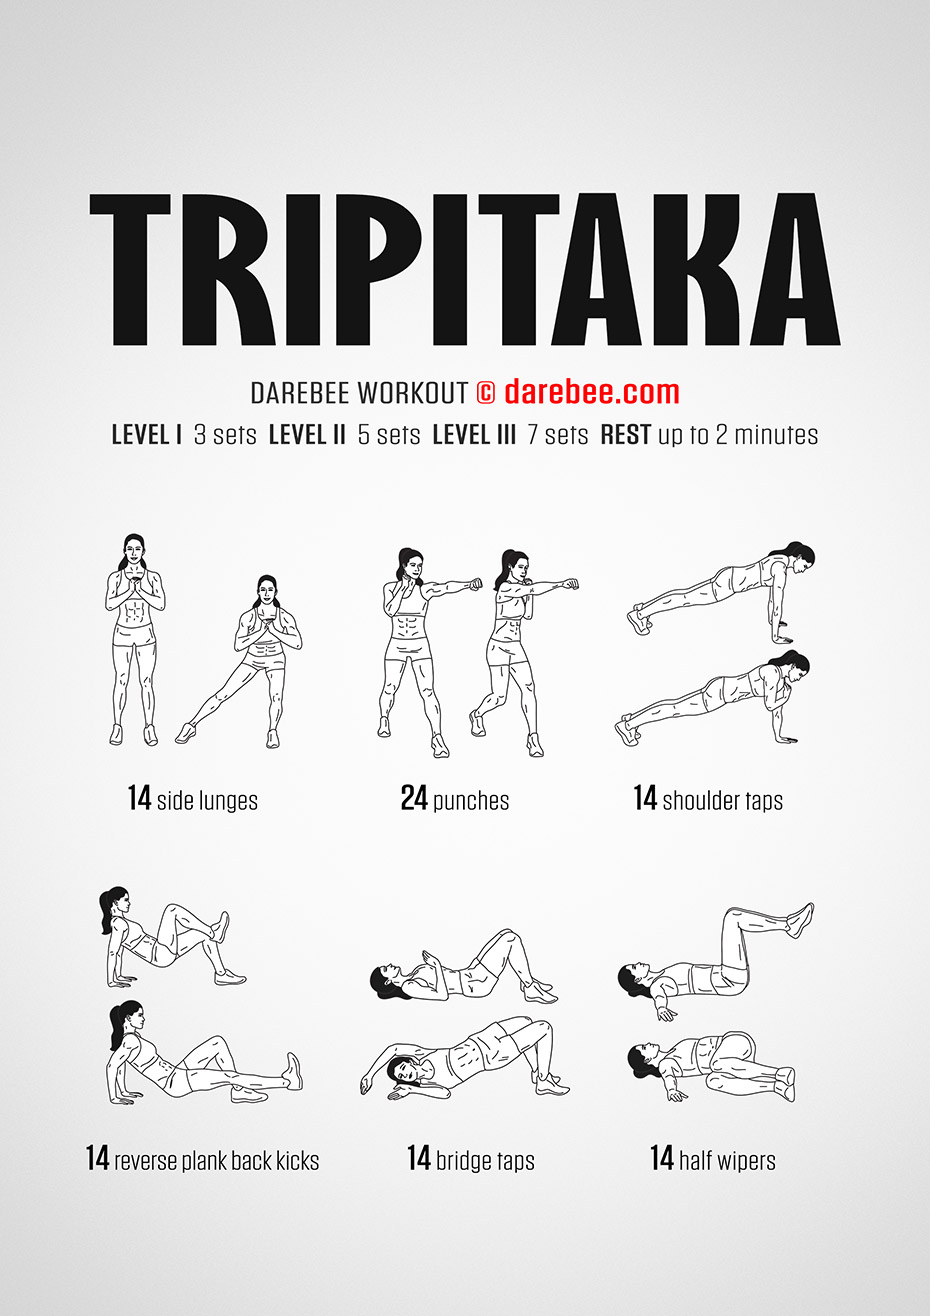 TRIPITAKA
DAREBEE WORKOUT © darebee.com
LEVEL I 3 sets LEVEL II 5 sets LEVEL III 7 sets REST up to 2 minutes
14 side lunges
24 punches
14 shoulder taps
14 reverse plank back kicks
14 bridge taps
14 half wipers